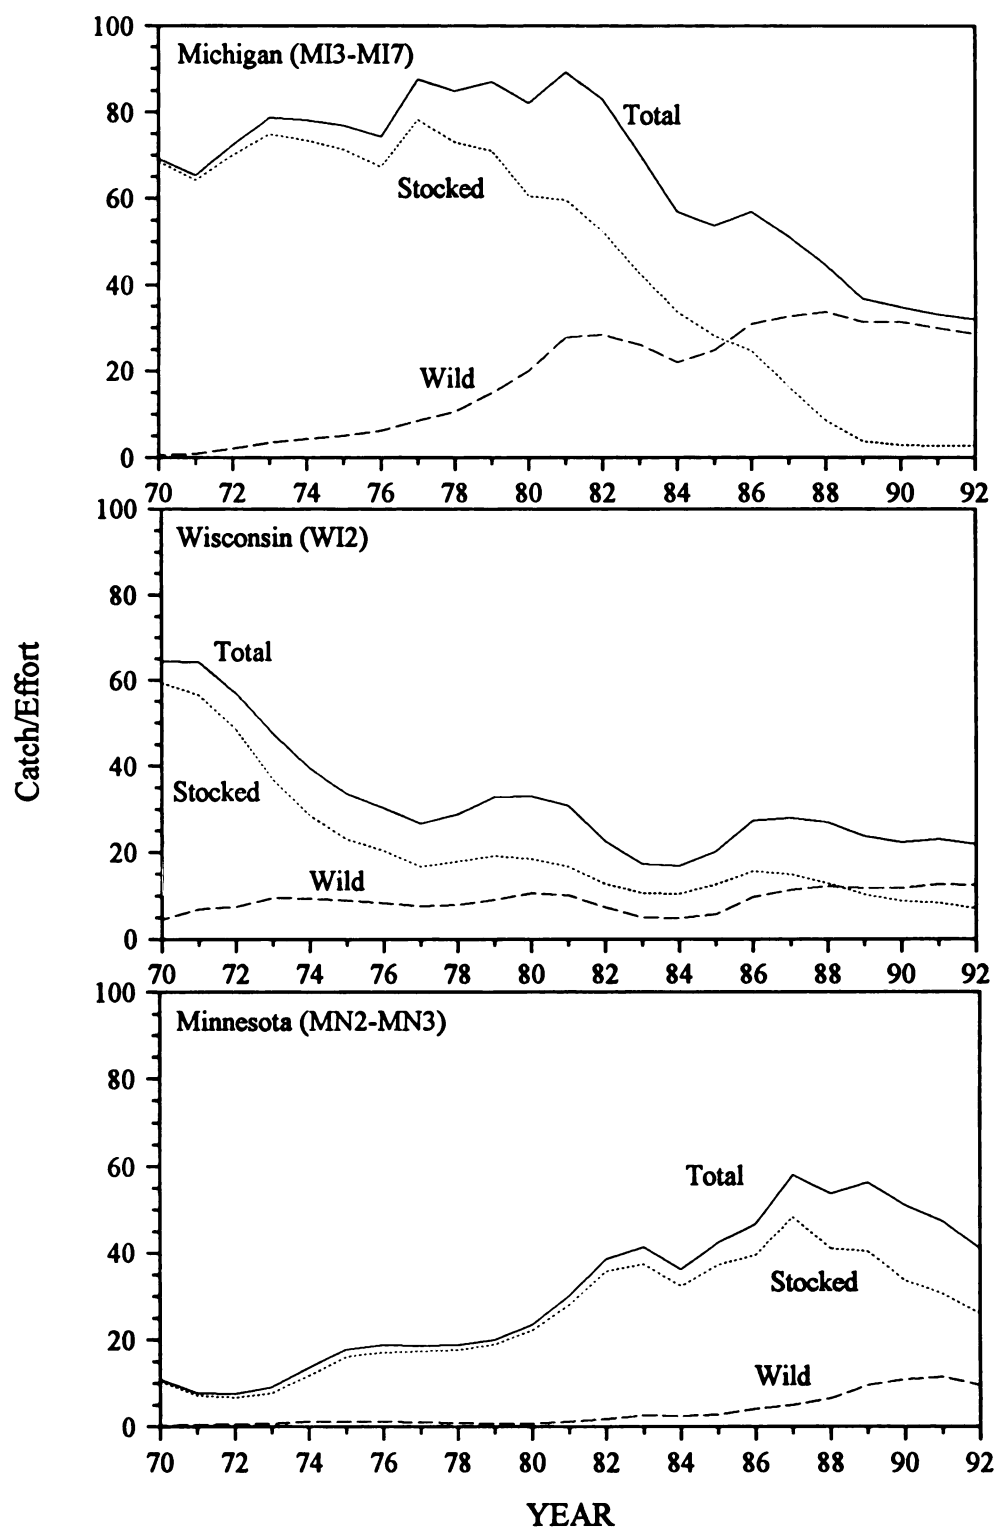 100
Michigan (MI3-MI7)
80
Total
Stocked
60
40
Wild
20
0
70 72 74 76 78 80 82 84 86 88 90 92
100
Wisconsin (WI2)
80
Total
60
Catch/Effort
40
Stocked
20
Wild
0
70 72 74 76 78 80 82 84 86 88 90 92
100
Minnesota (MN2-MN3)
80
60
Total
40
Stocked
20
Wild
0
70 72 74 76 78 80 82 84 86 88 90 92
YEAR